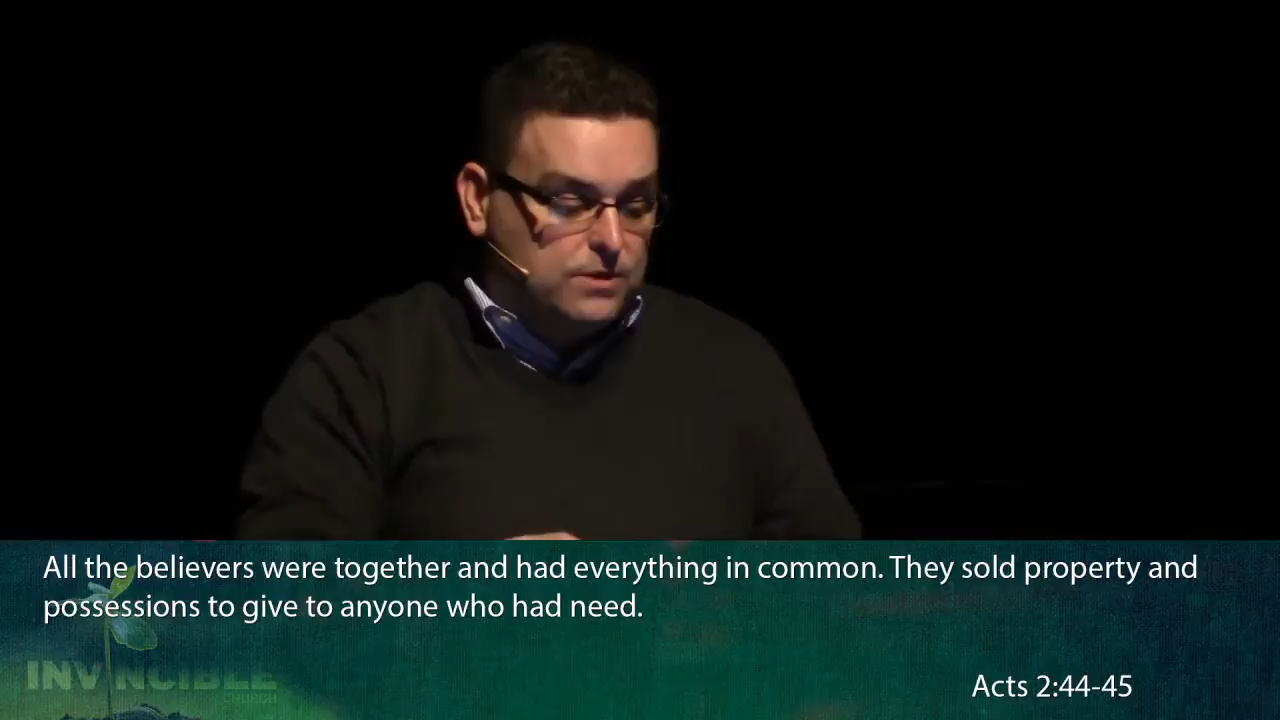 All the believers were together and had everything in common. They sold property and
possessions to give to anyone who had need.
INVINCIBLE
CHURCH
Acts 2:44-45